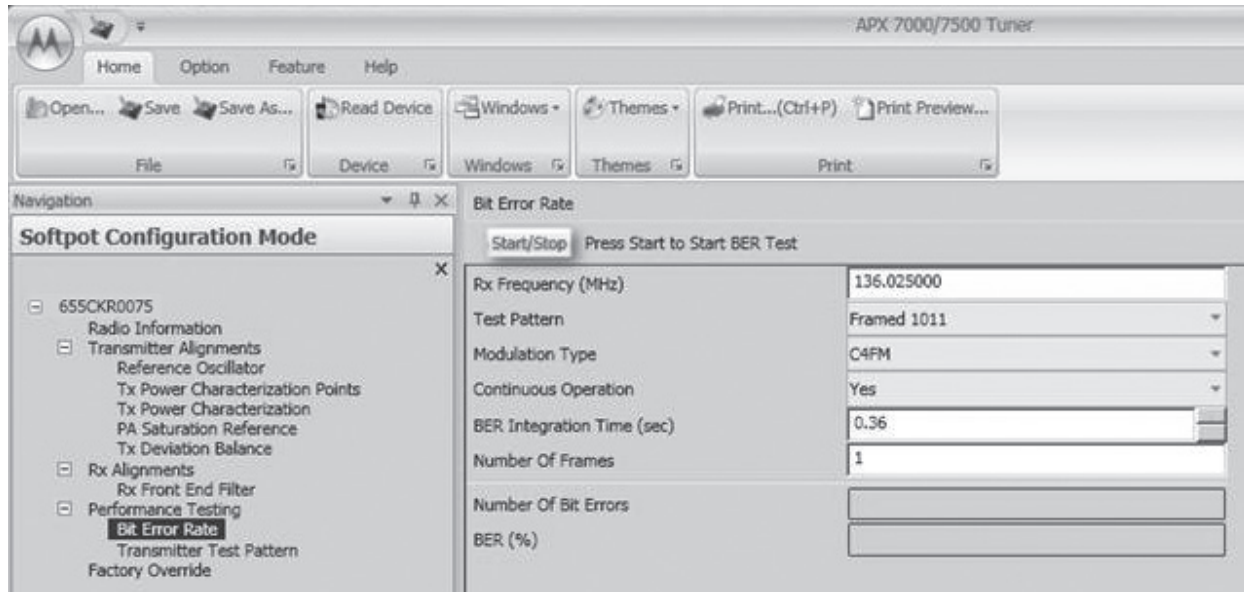 APX 7000/7500 Tuner
Home Option Feature Help
Open... Save Save As... Read Device Windows Themes Print...(Ctrl+P) Print Preview...
File Device Windows Themes Print
Navigation
Softpot Configuration Mode
655CKR0075
Radio Information
Transmitter Alignments
Reference Oscillator
Tx Power Characterization Points
Tx Power Characterization
PA Saturation Reference
Tx Deviation Balance
Rx Alignments
Rx Front End Filter
Performance Testing
Bit Error Rate
Transmitter Test Pattern
Factory Override
Bit Error Rate
Start/Stop Press Start to Start BER Test
Rx Frequency (MHz) 136.025000
Test Pattern Framed 1011
Modulation Type C4FM
Continuous Operation Yes
BER Integration Time (sec) 0.36
Number Of Frames 1
Number Of Bit Errors
BER (%)